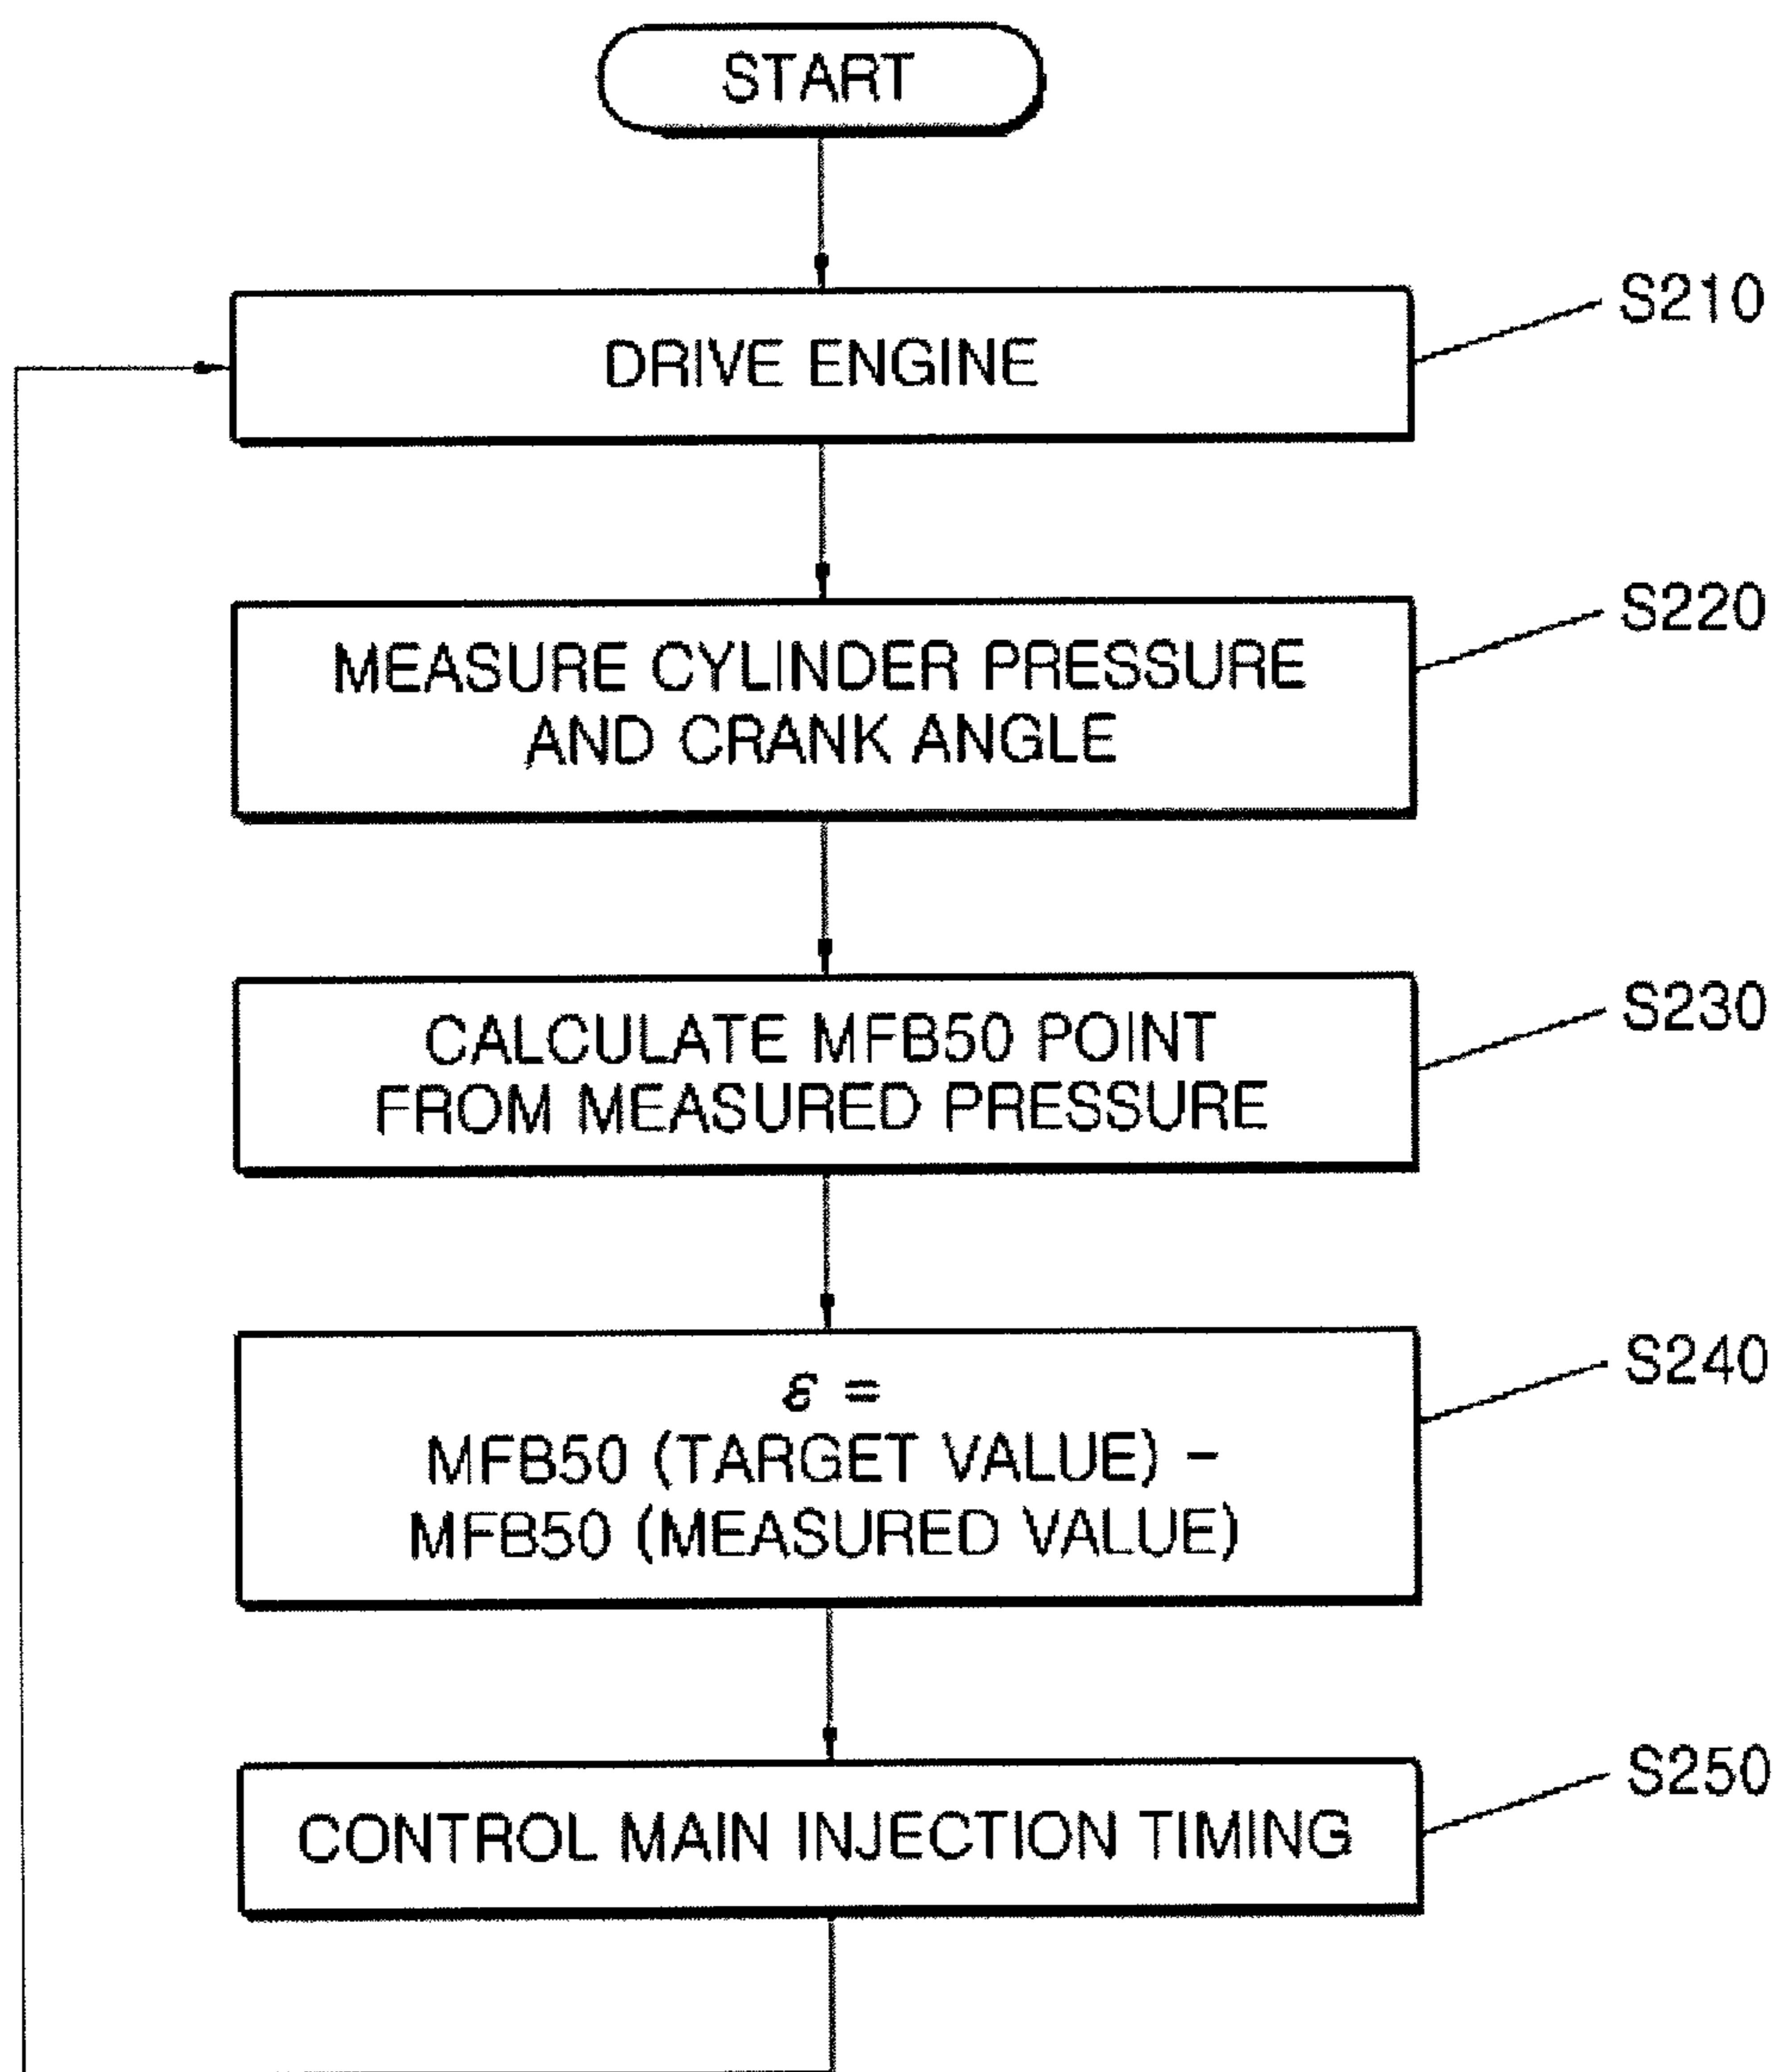 START
DRIVE ENGINE
S210
MEASURE CYLINDER PRESSURE
AND CRANK ANGLE
S220
CALCULATE MFB50 POINT
FROM MEASURED PRESSURE
S230
ε =
MFB50 (TARGET VALUE) –
MFB50 (MEASURED VALUE)
S240
CONTROL MAIN INJECTION TIMING
S250